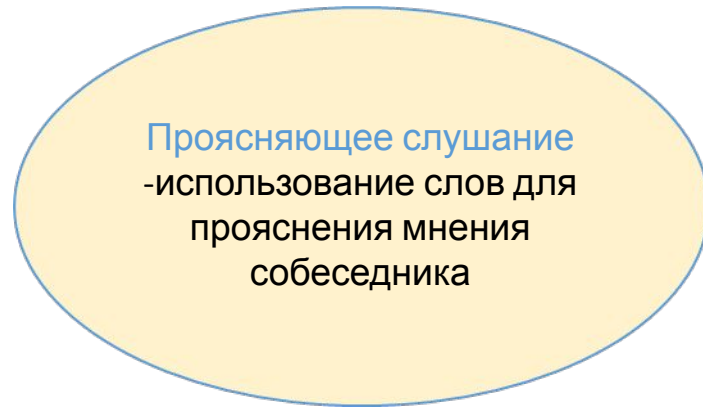 Проясняющее слушание
-использование слов для
прояснения мнения
собеседника